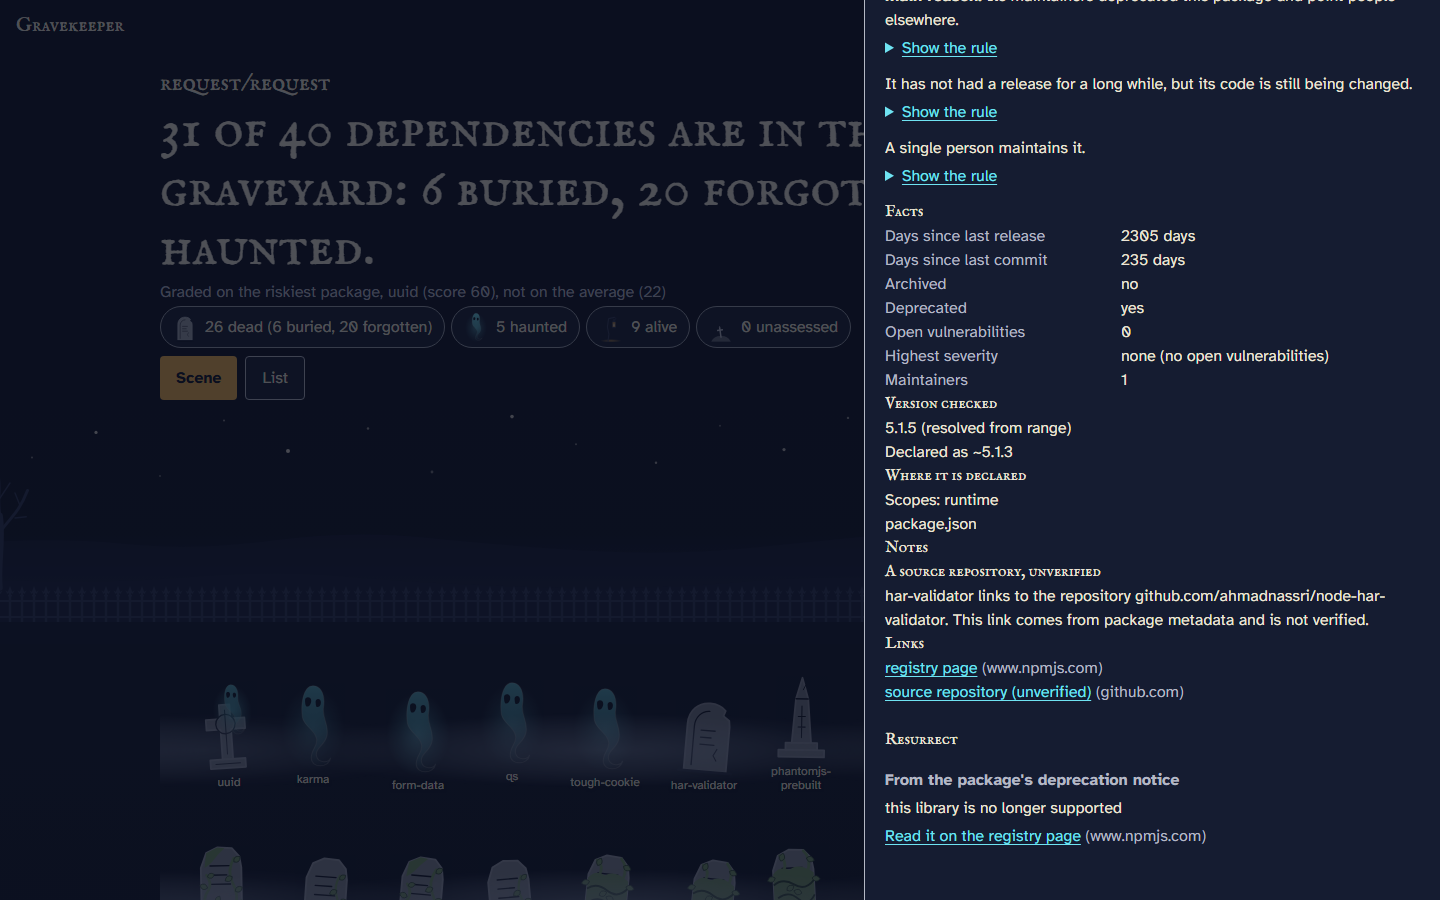 Gravekeeper
request/request
31 of 40 dependencies are in th
graveyard: 6 buried, 20 forgot
haunted.
Graded on the riskiest package, uuid (score 60), not on the average (22)
26 dead (6 buried, 20 forgotten)
5 haunted
9 alive
0 unassessed
Scene
List
uuid
karma
form-data
qs
tough-cookie
har-validator
phantomjs-
prebuilt
elsewhere.
Show the rule
It has not had a release for a long while, but its code is still being changed.
Show the rule
A single person maintains it.
Show the rule
Facts
Days since last release 2305 days
Days since last commit 235 days
Archived no
Deprecated yes
Open vulnerabilities 0
Highest severity none (no open vulnerabilities)
Maintainers 1
Version checked
5.1.5 (resolved from range)
Declared as ~5.1.3
Where it is declared
Scopes: runtime
package.json
Notes
A source repository, unverified
har-validator links to the repository github.com/ahmadnassri/node-har-
validator. This link comes from package metadata and is not verified.
Links
registry page (www.npmjs.com)
source repository (unverified) (github.com)
Resurrect
From the package's deprecation notice
this library is no longer supported
Read it on the registry page (www.npmjs.com)